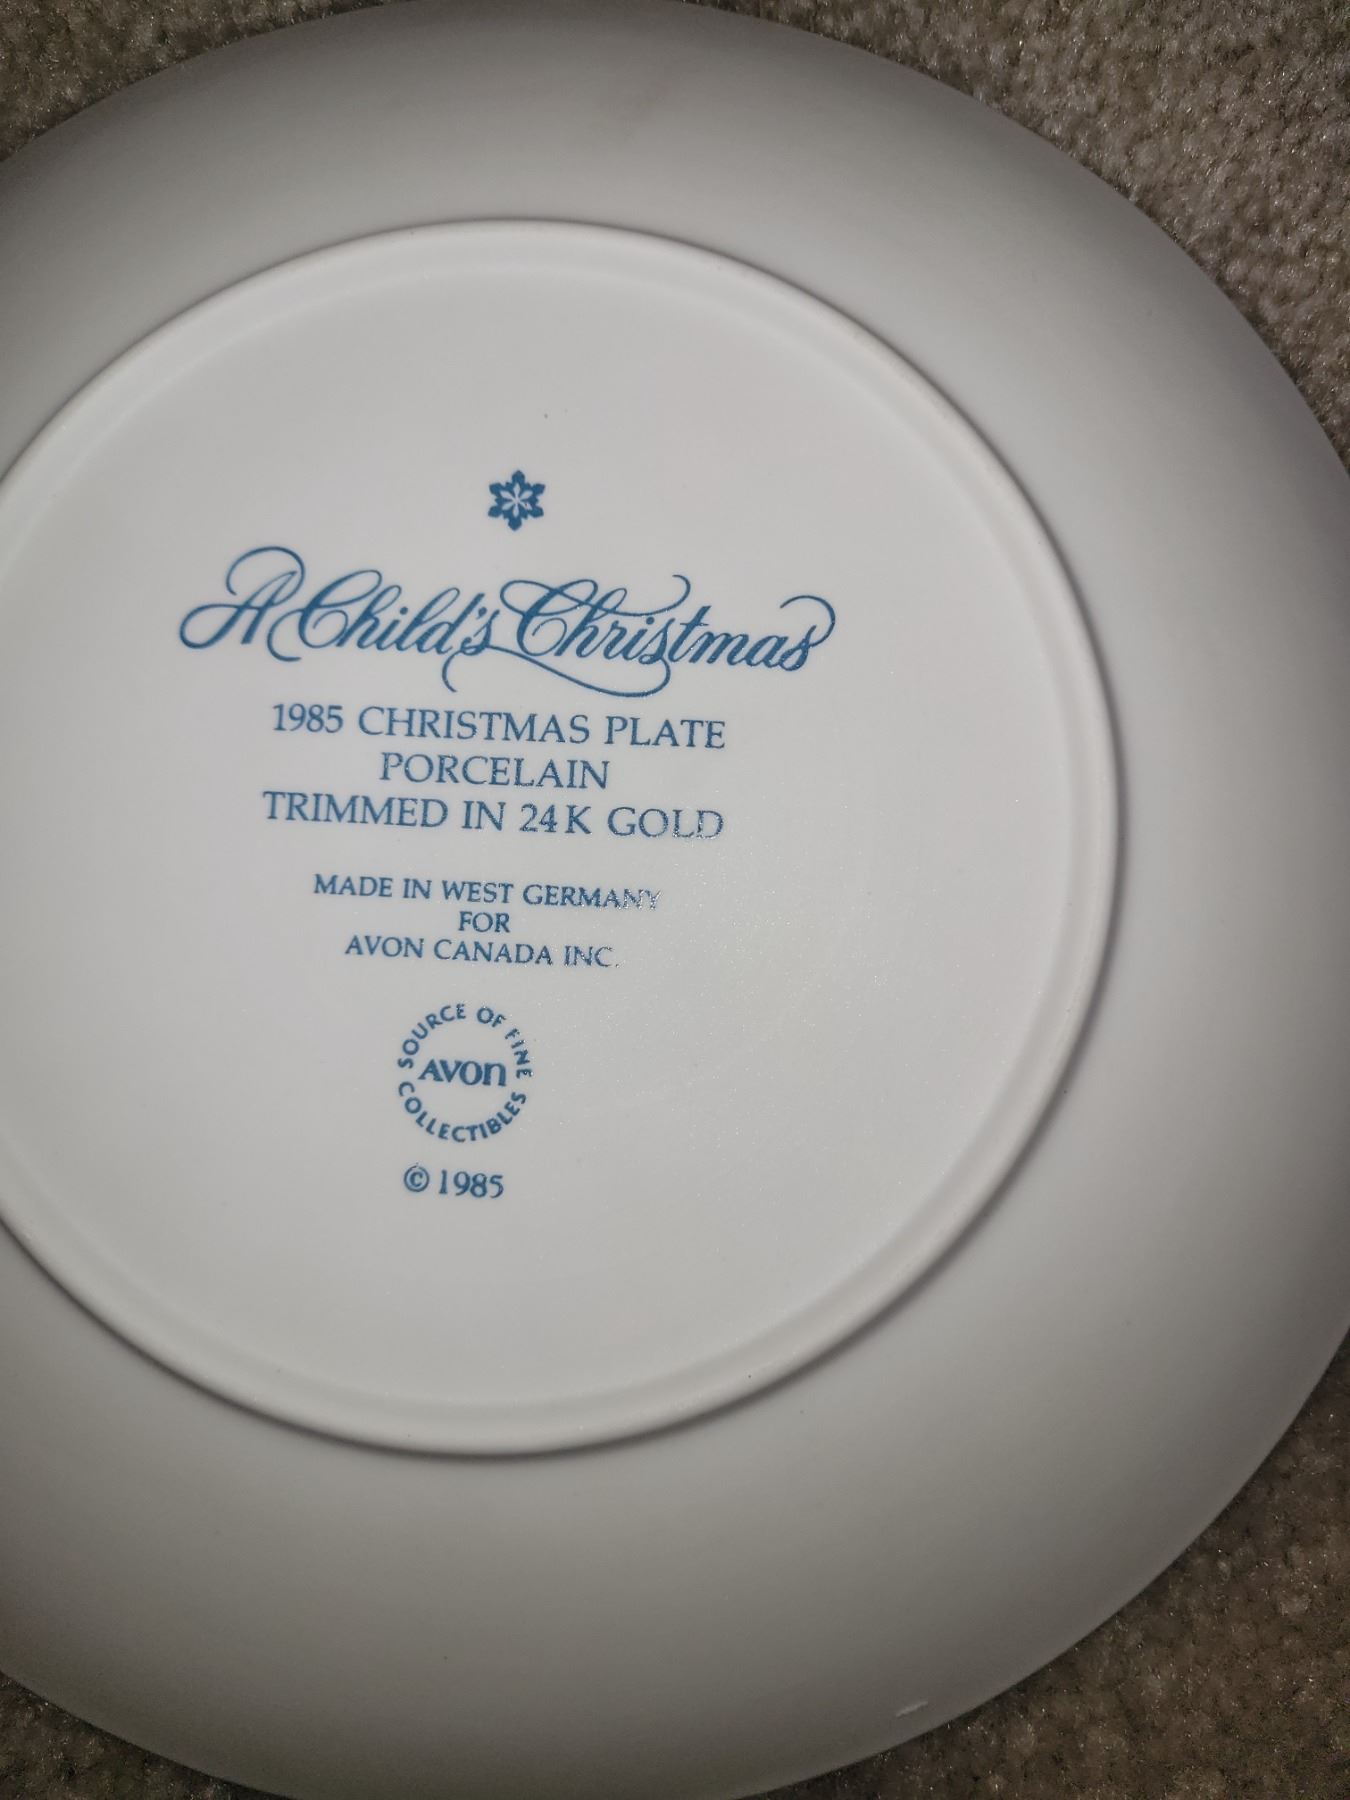 A Child's Christmas
1985 CHRISTMAS PLATE
PORCELAIN
TRIMMED IN 24K GOLD
MADE IN WEST GERMANY
FOR
AVON CANADA INC.
SOURCE OF FINE
AVON
COLLECTIBLES
© 1985